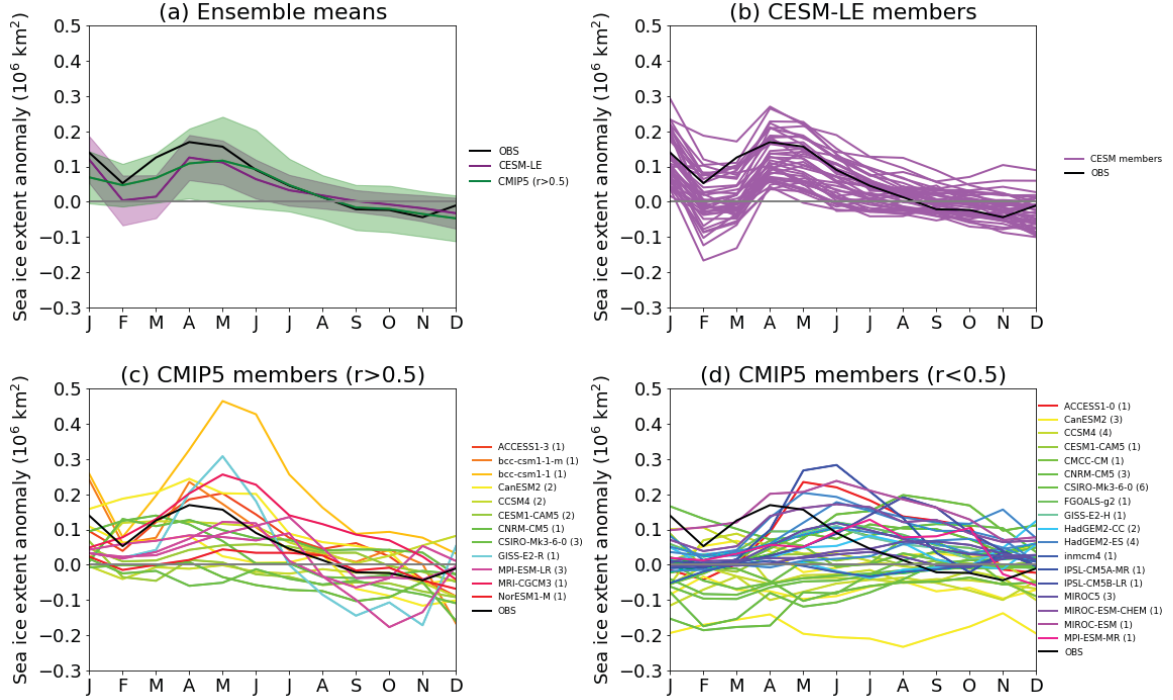 (a) Ensemble means
Sea ice extent anomaly (10⁶ km²)
0.5
0.4
0.3
0.2
0.1
0.0
−0.1
−0.2
−0.3
J F M A M J J A S O N D
OBS
CESM-LE
CMIP5 (r>0.5)
(b) CESM-LE members
Sea ice extent anomaly (10⁶ km²)
0.5
0.4
0.3
0.2
0.1
0.0
−0.1
−0.2
−0.3
J F M A M J J A S O N D
CESM members
OBS
(c) CMIP5 members (r>0.5)
Sea ice extent anomaly (10⁶ km²)
0.5
0.4
0.3
0.2
0.1
0.0
−0.1
−0.2
−0.3
J F M A M J J A S O N D
ACCESS1-3 (1)
bcc-csm1-1-m (1)
bcc-csm1-1 (1)
CanESM2 (2)
CCSM4 (2)
CESM1-CAM5 (2)
CNRM-CM5 (1)
CSIRO-Mk3-6-0 (3)
GISS-E2-R (1)
MPI-ESM-LR (3)
MRI-CGCM3 (1)
NorESM1-M (1)
OBS
(d) CMIP5 members (r<0.5)
Sea ice extent anomaly (10⁶ km²)
0.5
0.4
0.3
0.2
0.1
0.0
−0.1
−0.2
−0.3
J F M A M J J A S O N D
ACCESS1-0 (1)
CanESM2 (3)
CCSM4 (4)
CESM1-CAM5 (1)
CMCC-CM (1)
CNRM-CM5 (3)
CSIRO-Mk3-6-0 (6)
FGOALS-g2 (1)
GISS-E2-H (1)
HadGEM2-CC (2)
HadGEM2-ES (4)
inmcm4 (1)
IPSL-CM5A-MR (1)
IPSL-CM5B-LR (1)
MIROC5 (3)
MIROC-ESM-CHEM (1)
MIROC-ESM (1)
MPI-ESM-MR (1)
OBS